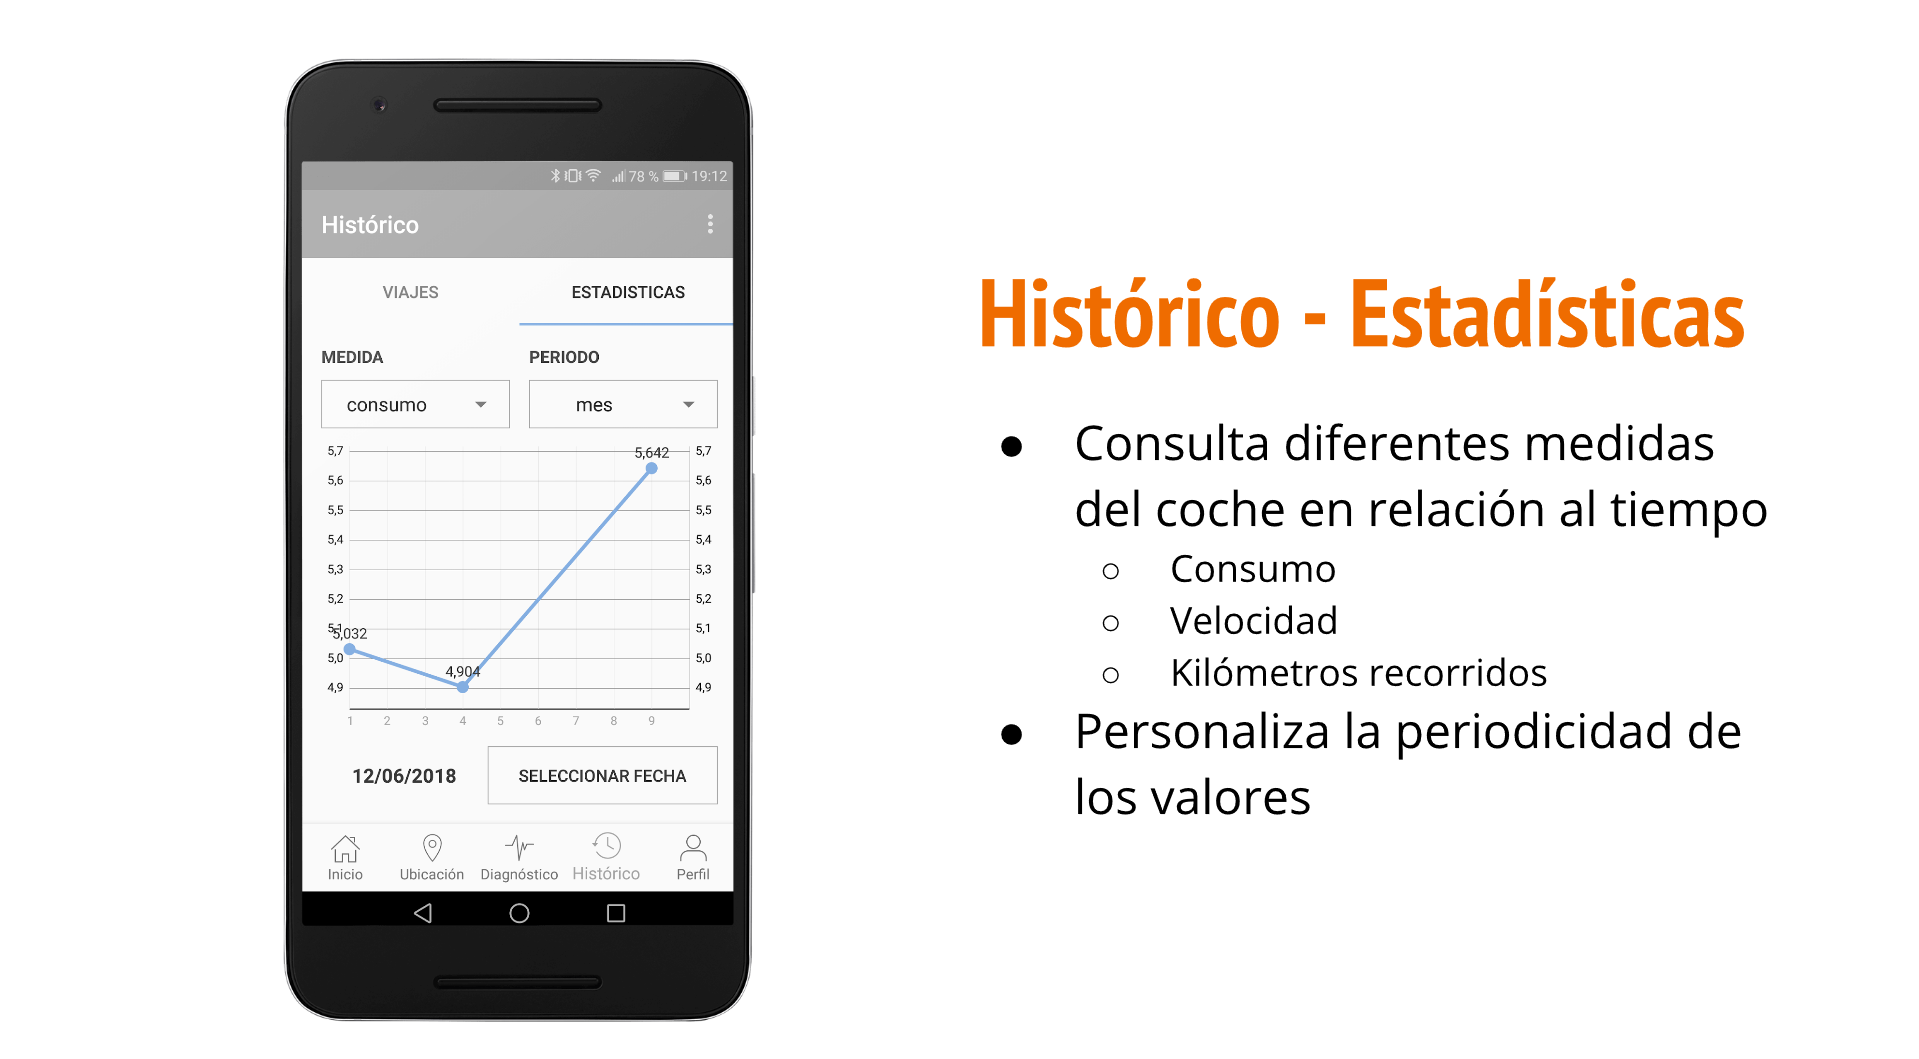 78 % 19:12
Histórico
VIAJES ESTADISTICAS
MEDIDA PERIODO
consumo mes
5,7 5,642 5,7
5,6 5,6
5,5 5,5
5,4 5,4
5,3 5,3
5,2 5,2
5,1 5,1
5,032
5,0 5,0
4,904
4,9 4,9
1 2 3 4 5 6 7 8 9
12/06/2018 SELECCIONAR FECHA
Inicio Ubicación Diagnóstico Histórico Perfil
Histórico - Estadísticas
● Consulta diferentes medidas
del coche en relación al tiempo
○ Consumo
○ Velocidad
○ Kilómetros recorridos
● Personaliza la periodicidad de
los valores